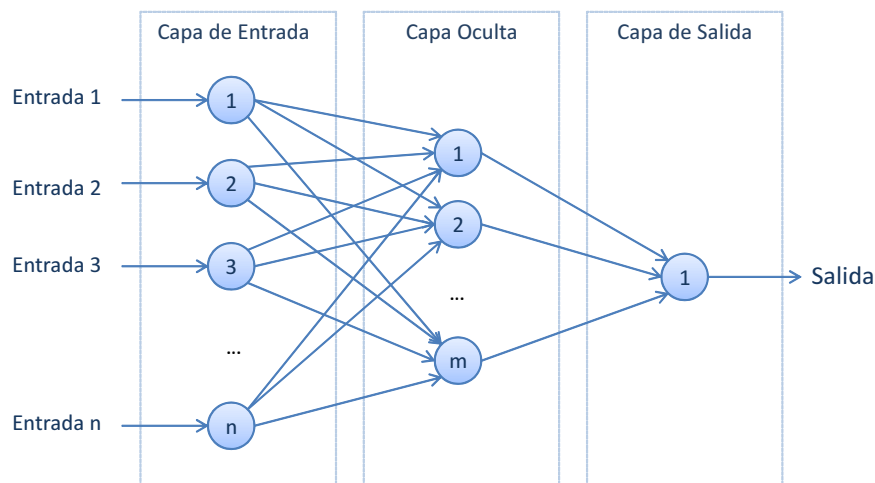 Capa de Entrada
Capa Oculta
Capa de Salida
Entrada 1
1
Entrada 2
2
Entrada 3
3
...
Entrada n
n
1
2
...
m
1
Salida